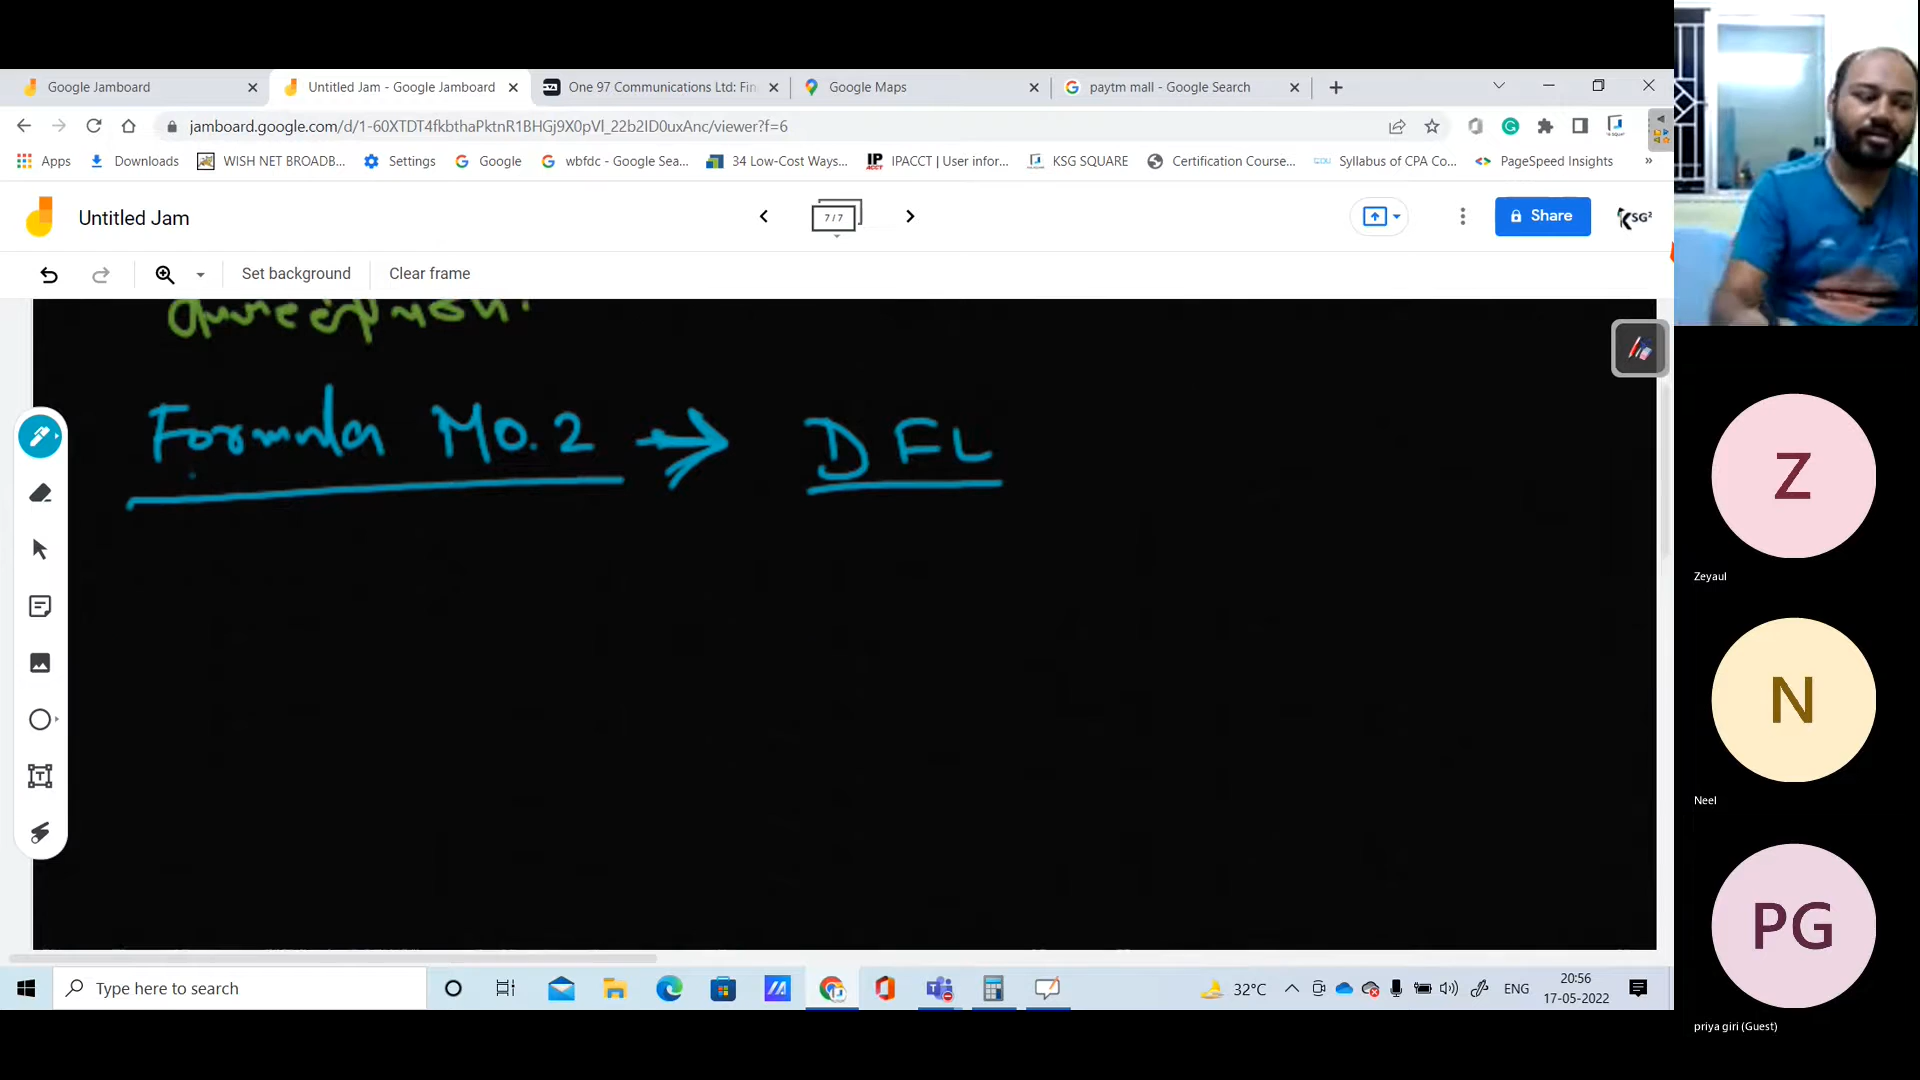 Google Jamboard
Untitled Jam - Google Jamboard
One 97 Communications Ltd: Fin
Google Maps
paytm mall - Google Search
jamboard.google.com/d/1-60XTDT4fkbthaPktnR1BHGj9X0pVl_22b2ID0uxAnc/viewer?f=6
Apps
Downloads
WISH NET BROADB...
Settings
Google
wbfdc - Google Sea...
34 Low-Cost Ways...
IP
IPACCT
IPACCT | User infor...
KSG SQUARE
Certification Course...
Syllabus of CPA Co...
PageSpeed Insights
»
Untitled Jam
7 / 7
Share
KSG²
Set background
Clear frame
Formula No. 2 → DFL
Z
Zeyaul
N
Neel
PG
priya giri (Guest)
Type here to search
32°C
ENG
20:56
17-05-2022